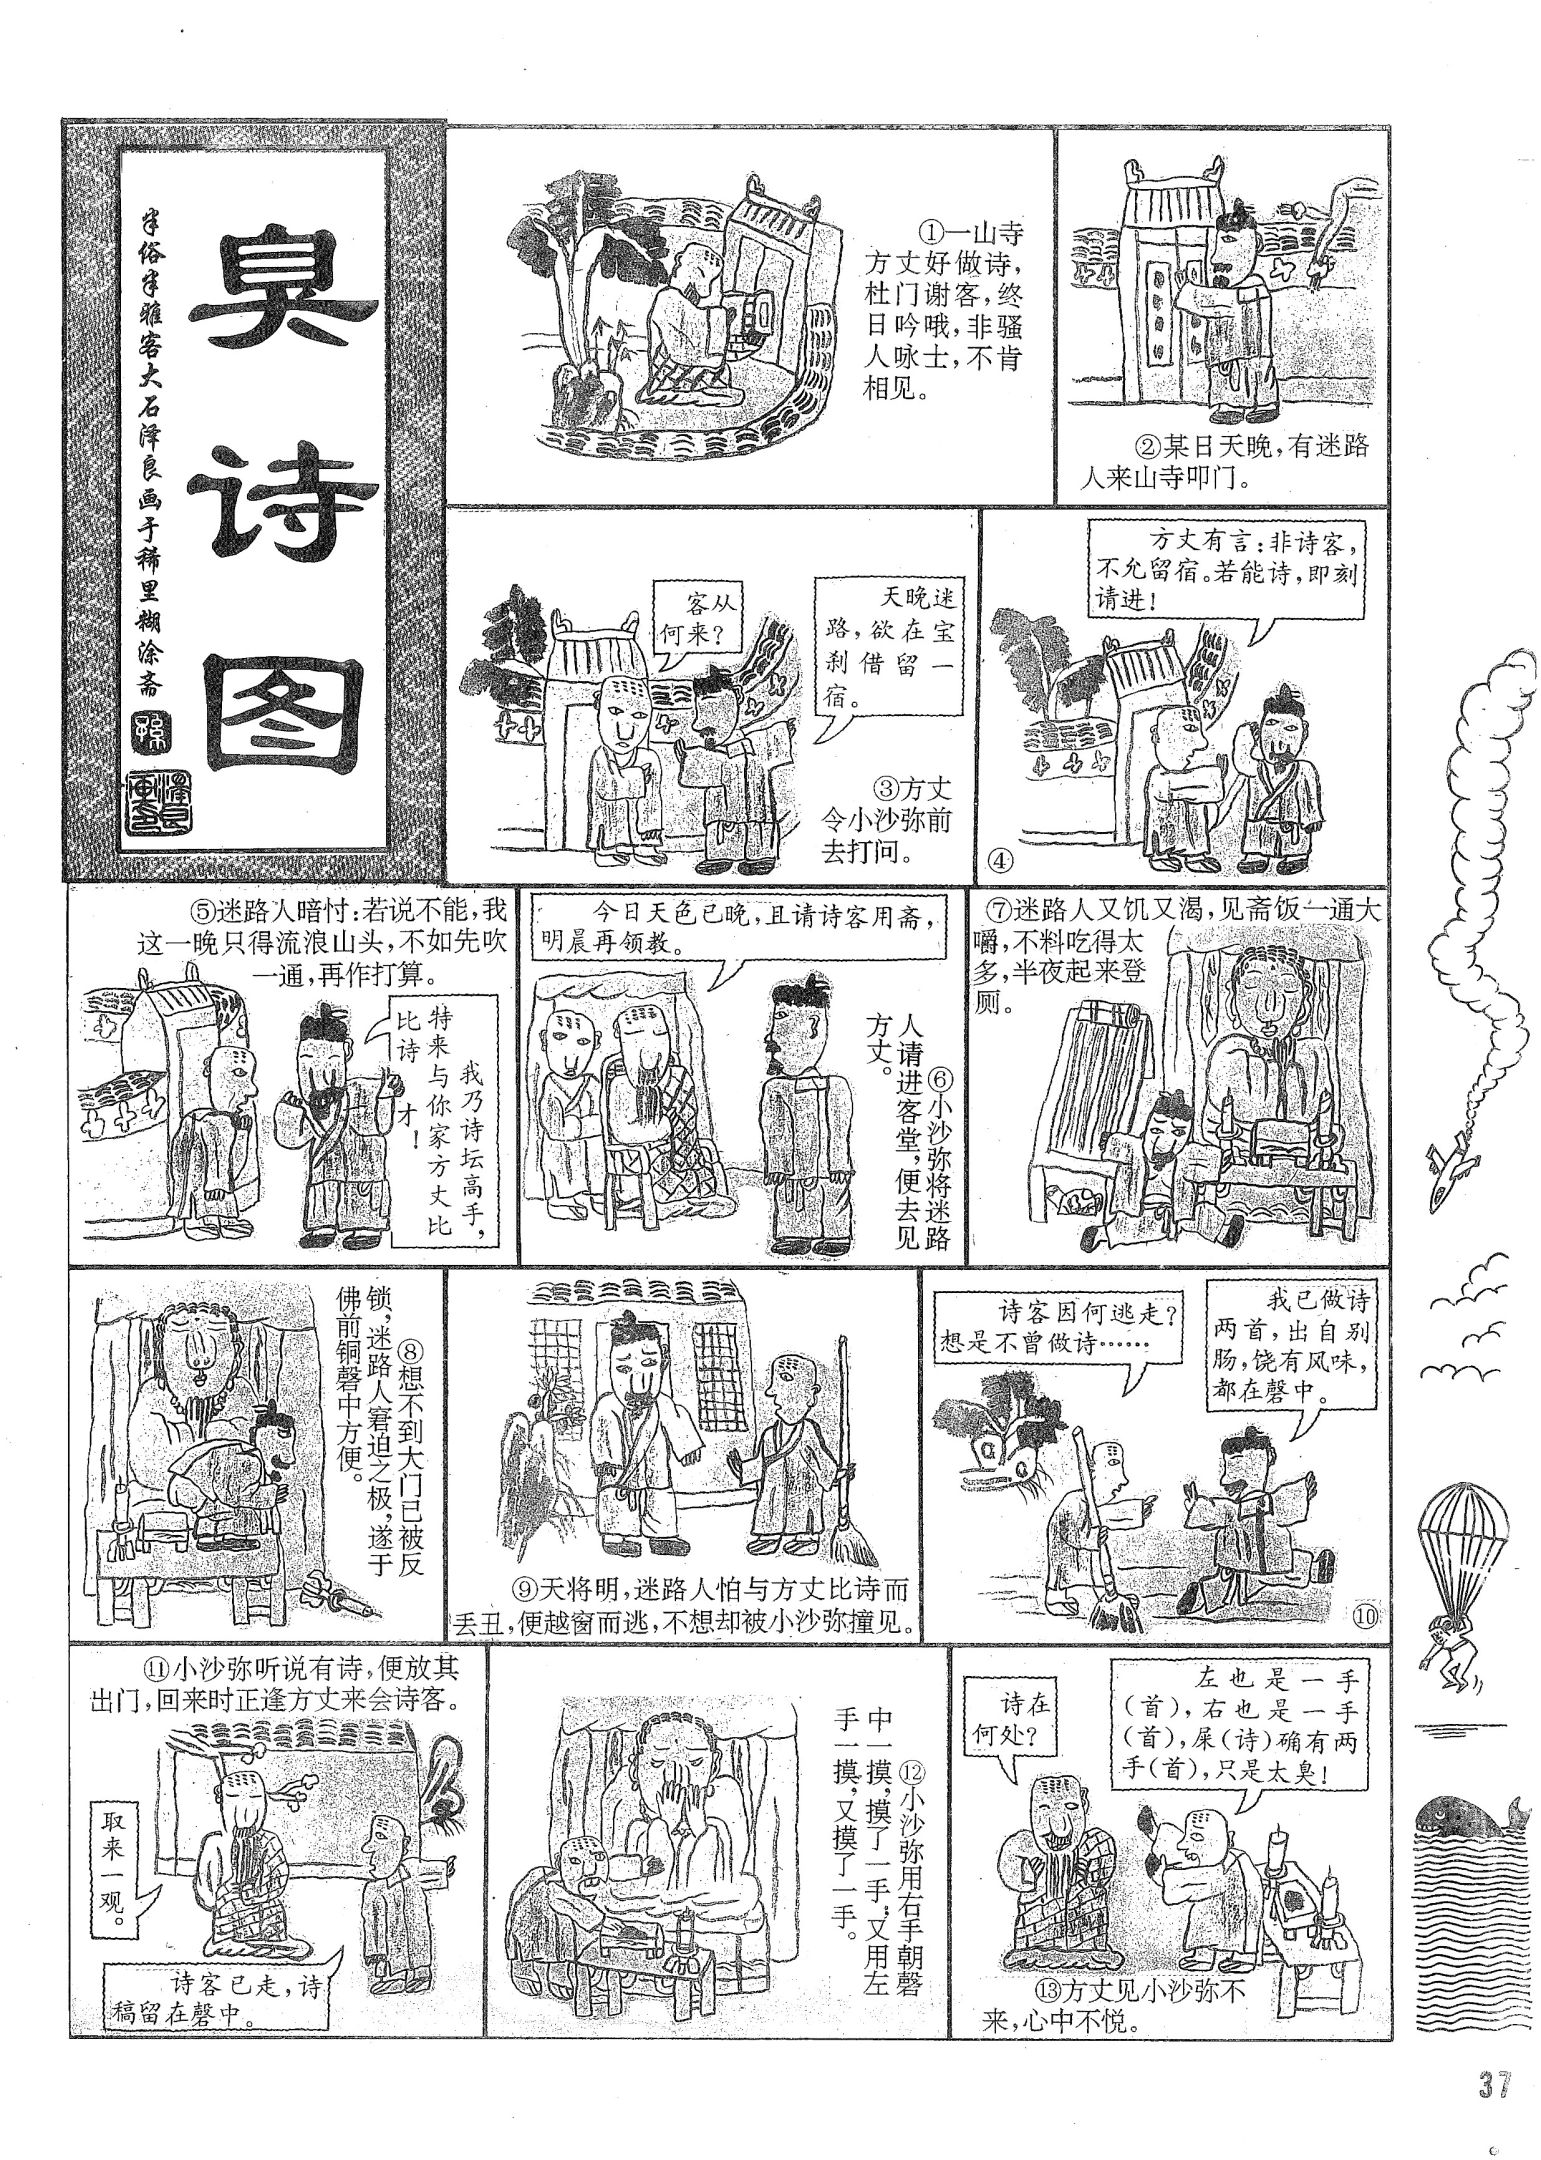 臭诗图
半俗半雅客大石泽良画于稀里糊涂斋
①一山寺
方丈好做诗，
杜门谢客，终
日吟哦，非骚
人咏士，不肯
相见。
②某日天晚，有迷路
人来山寺叩门。
客从
何来？
天晚迷
路，欲在宝
刹借留一
宿。
③方丈
令小沙弥前
去打问。
方丈有言：非诗客，
不允留宿。若能诗，即刻
请进！
④
⑤迷路人暗忖：若说不能，我
这一晚只得流浪山头，不如先吹
一通，再作打算。
我乃诗坛高手，
特来与你家方丈比
比诗才！
今日天色已晚，且请诗客用斋，
明晨再领教。
⑥小沙弥将迷路
人请进客堂，便去见
方丈。
⑦迷路人又饥又渴，见斋饭一通大
嚼，不料吃得太
多，半夜起来登
厕。
⑧想不到大门已被反
锁，迷路人窘迫之极，遂于
佛前铜磬中方便。
⑨天将明，迷路人怕与方丈比诗而
丢丑，便越窗而逃，不想却被小沙弥撞见。
诗客因何逃走？
想是不曾做诗……
我已做诗
两首，出自别
肠，饶有风味，
都在磬中。
⑩
⑪小沙弥听说有诗，便放其
出门，回来时正逢方丈来会诗客。
取来一观。
诗客已走，诗
稿留在磬中。
⑫小沙弥用右手朝磬
中一摸，摸了一手；又用左
手一摸，又摸了一手。
诗在
何处？
左也是一手
（首），右也是一手
（首），屎（诗）确有两
手（首），只是太臭！
⑬方丈见小沙弥不
来，心中不悦。
37